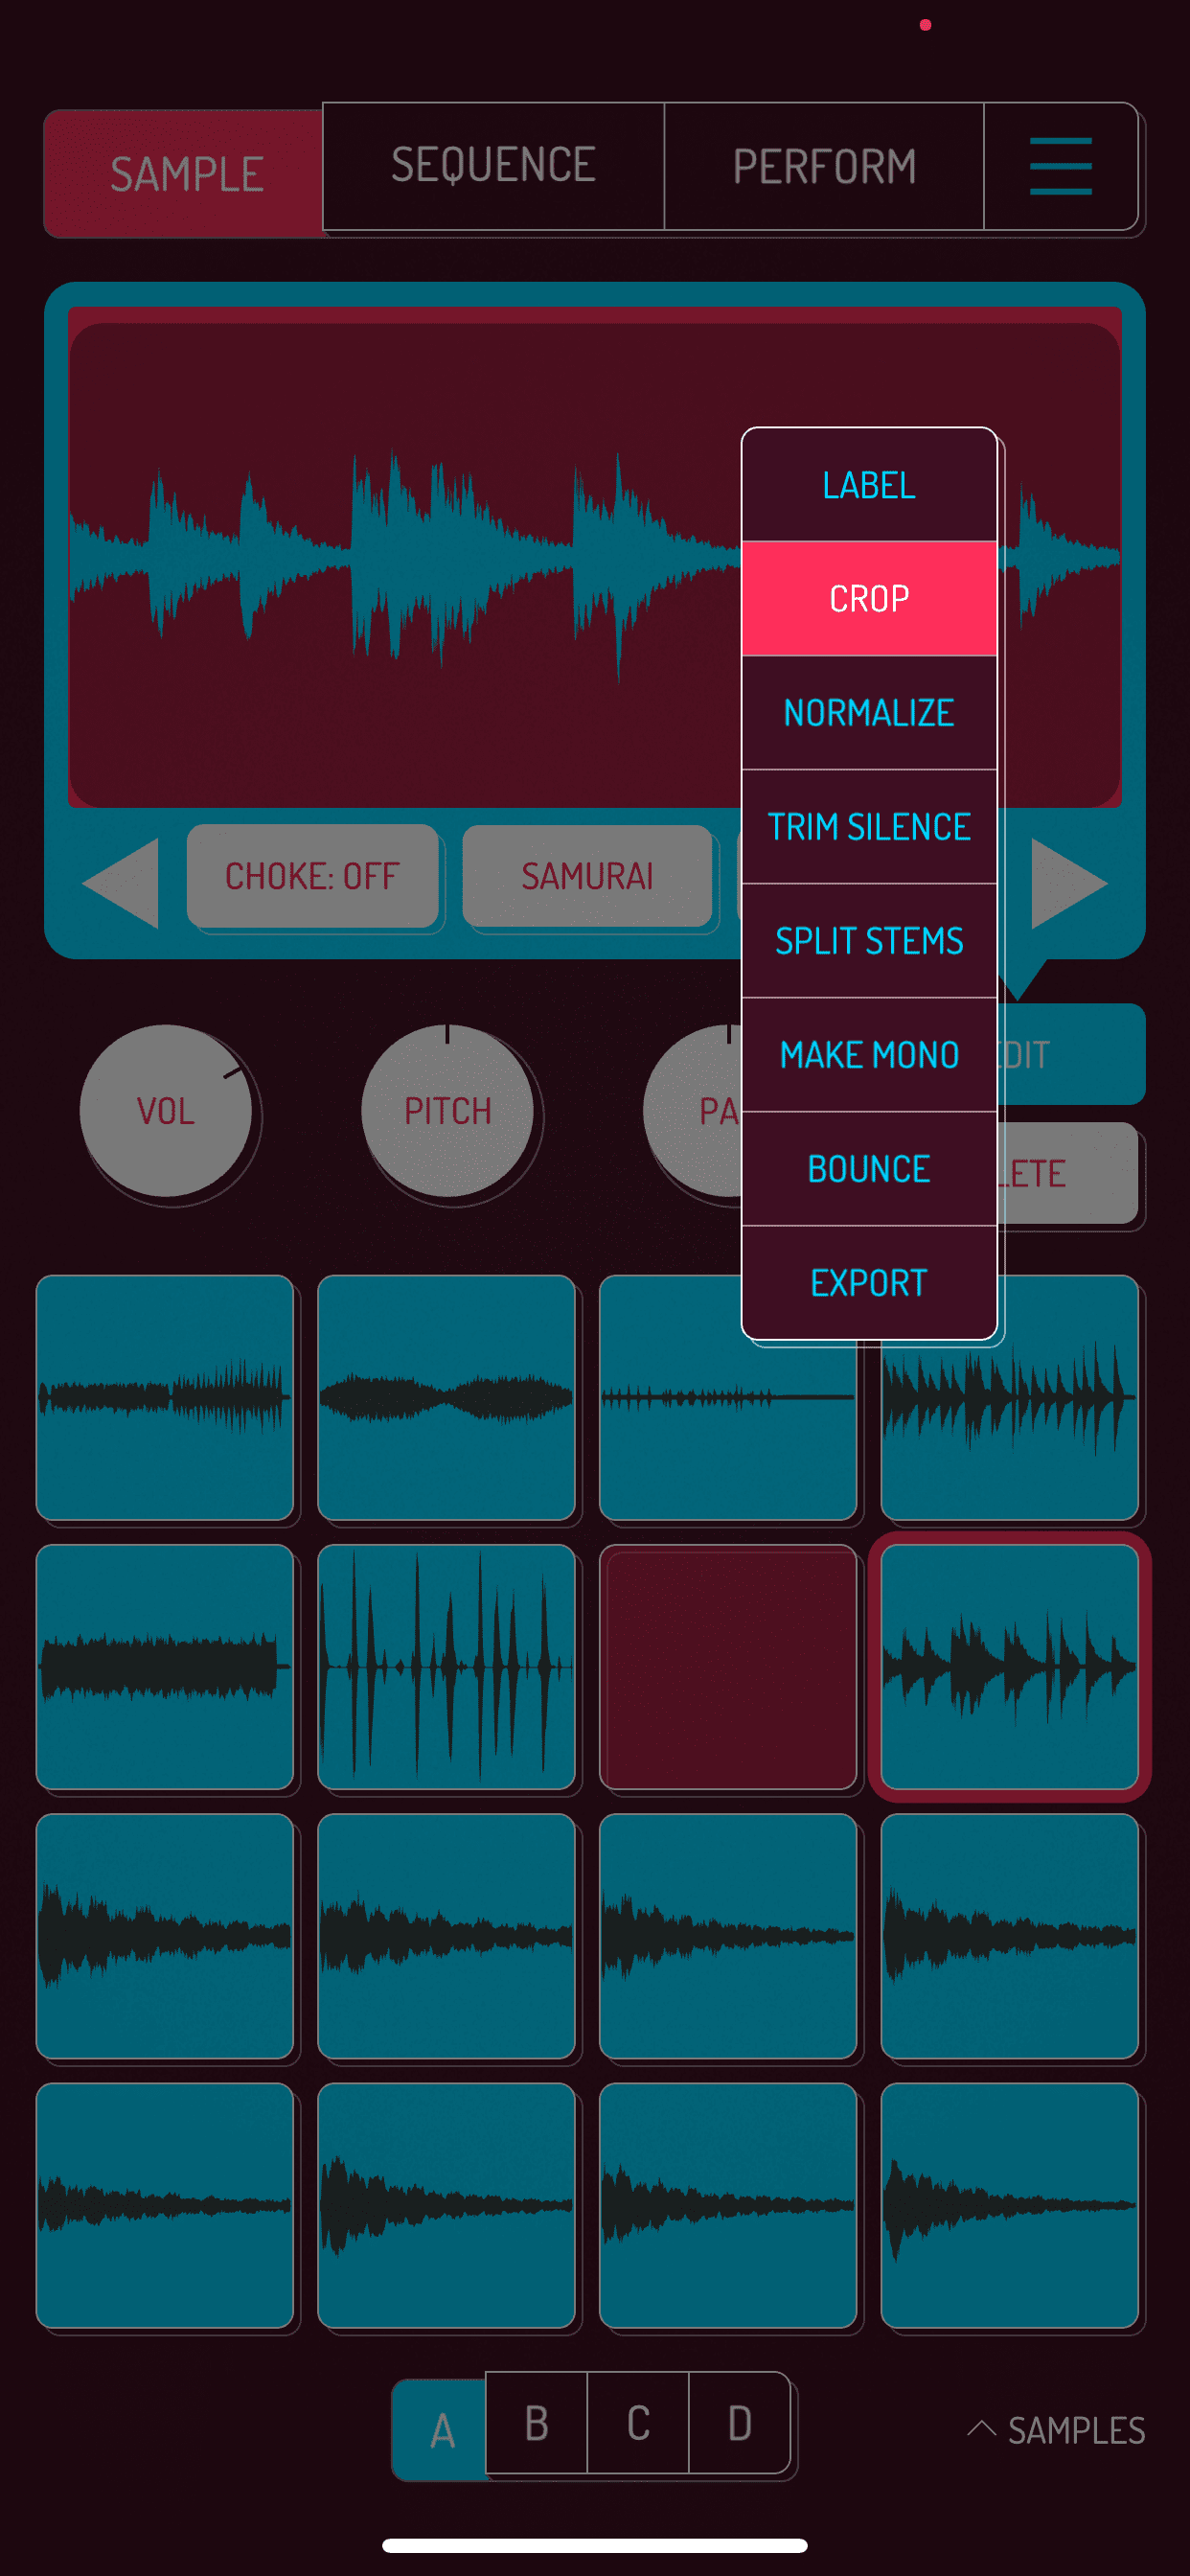 SAMPLE
SEQUENCE
PERFORM
LABEL
CROP
NORMALIZE
TRIM SILENCE
SPLIT STEMS
MAKE MONO
BOUNCE
EXPORT
CHOKE: OFF
SAMURAI
VOL
PITCH
PA
DIT
LETE
A
B
C
D
SAMPLES